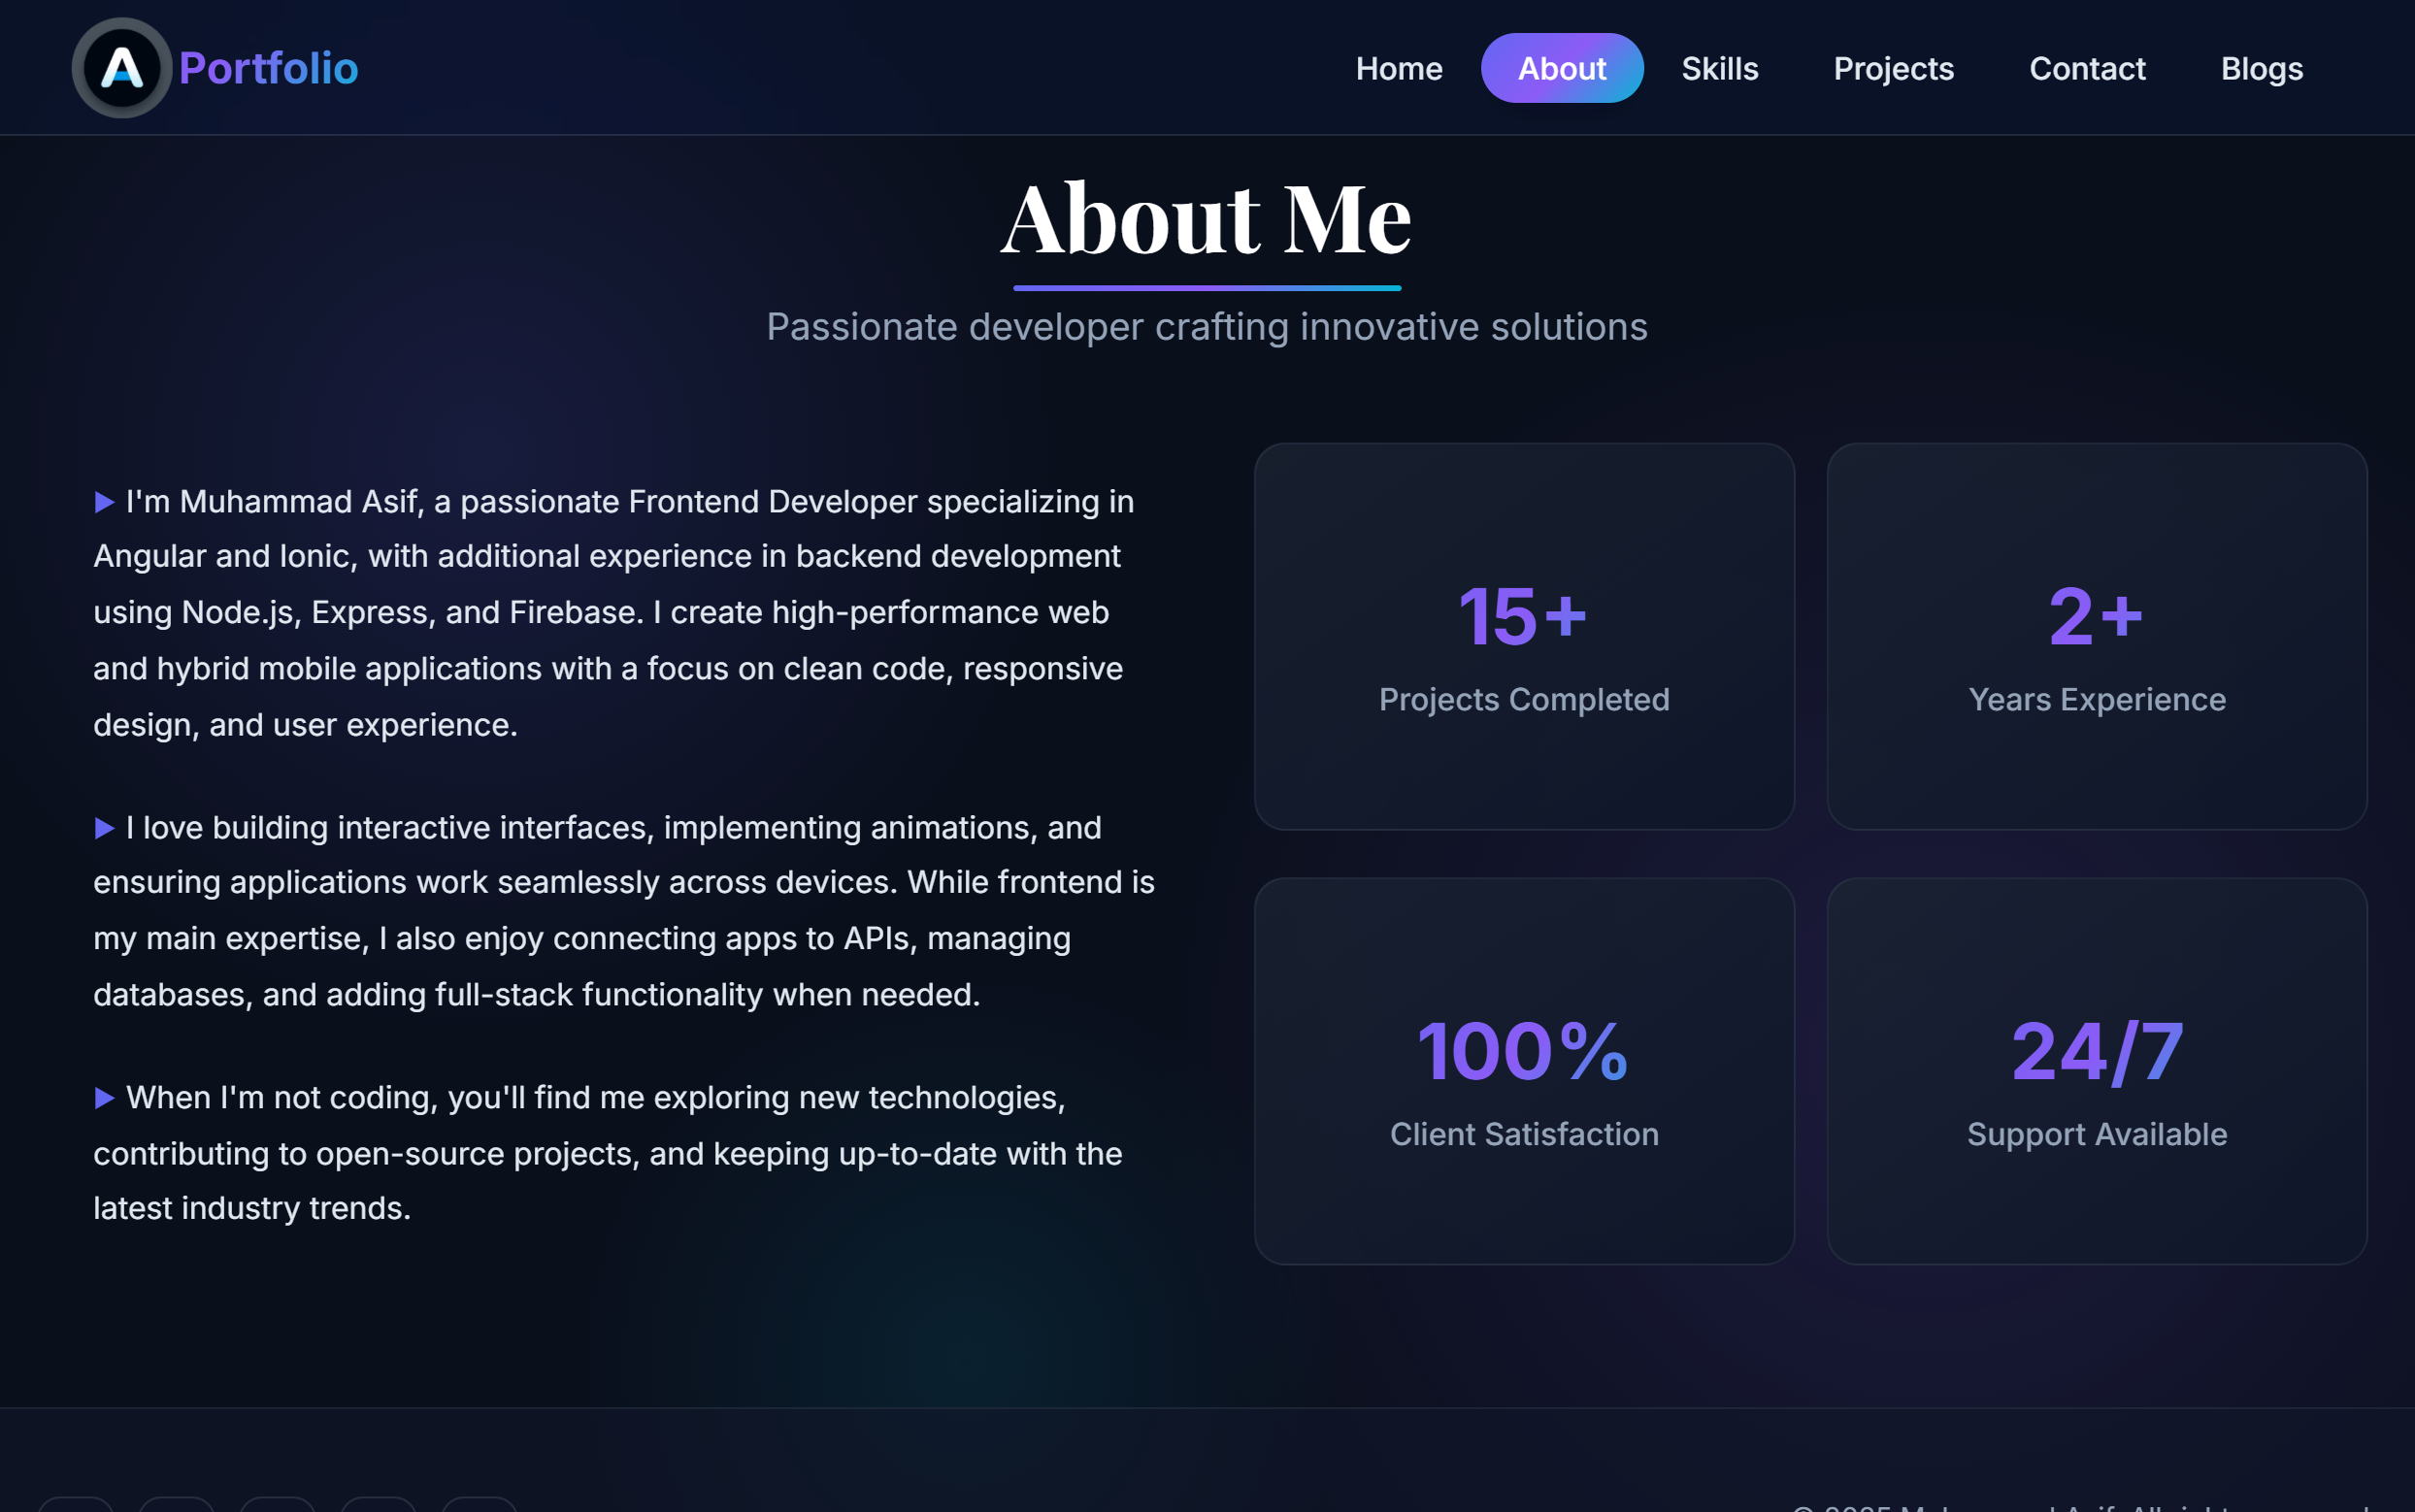 A
Portfolio
Home
About
Skills
Projects
Contact
Blogs
About Me
Passionate developer crafting innovative solutions
▶ I'm Muhammad Asif, a passionate Frontend Developer specializing in
Angular and Ionic, with additional experience in backend development
using Node.js, Express, and Firebase. I create high-performance web
and hybrid mobile applications with a focus on clean code, responsive
design, and user experience.
▶ I love building interactive interfaces, implementing animations, and
ensuring applications work seamlessly across devices. While frontend is
my main expertise, I also enjoy connecting apps to APIs, managing
databases, and adding full-stack functionality when needed.
▶ When I'm not coding, you'll find me exploring new technologies,
contributing to open-source projects, and keeping up-to-date with the
latest industry trends.
15+
Projects Completed
2+
Years Experience
100%
Client Satisfaction
24/7
Support Available